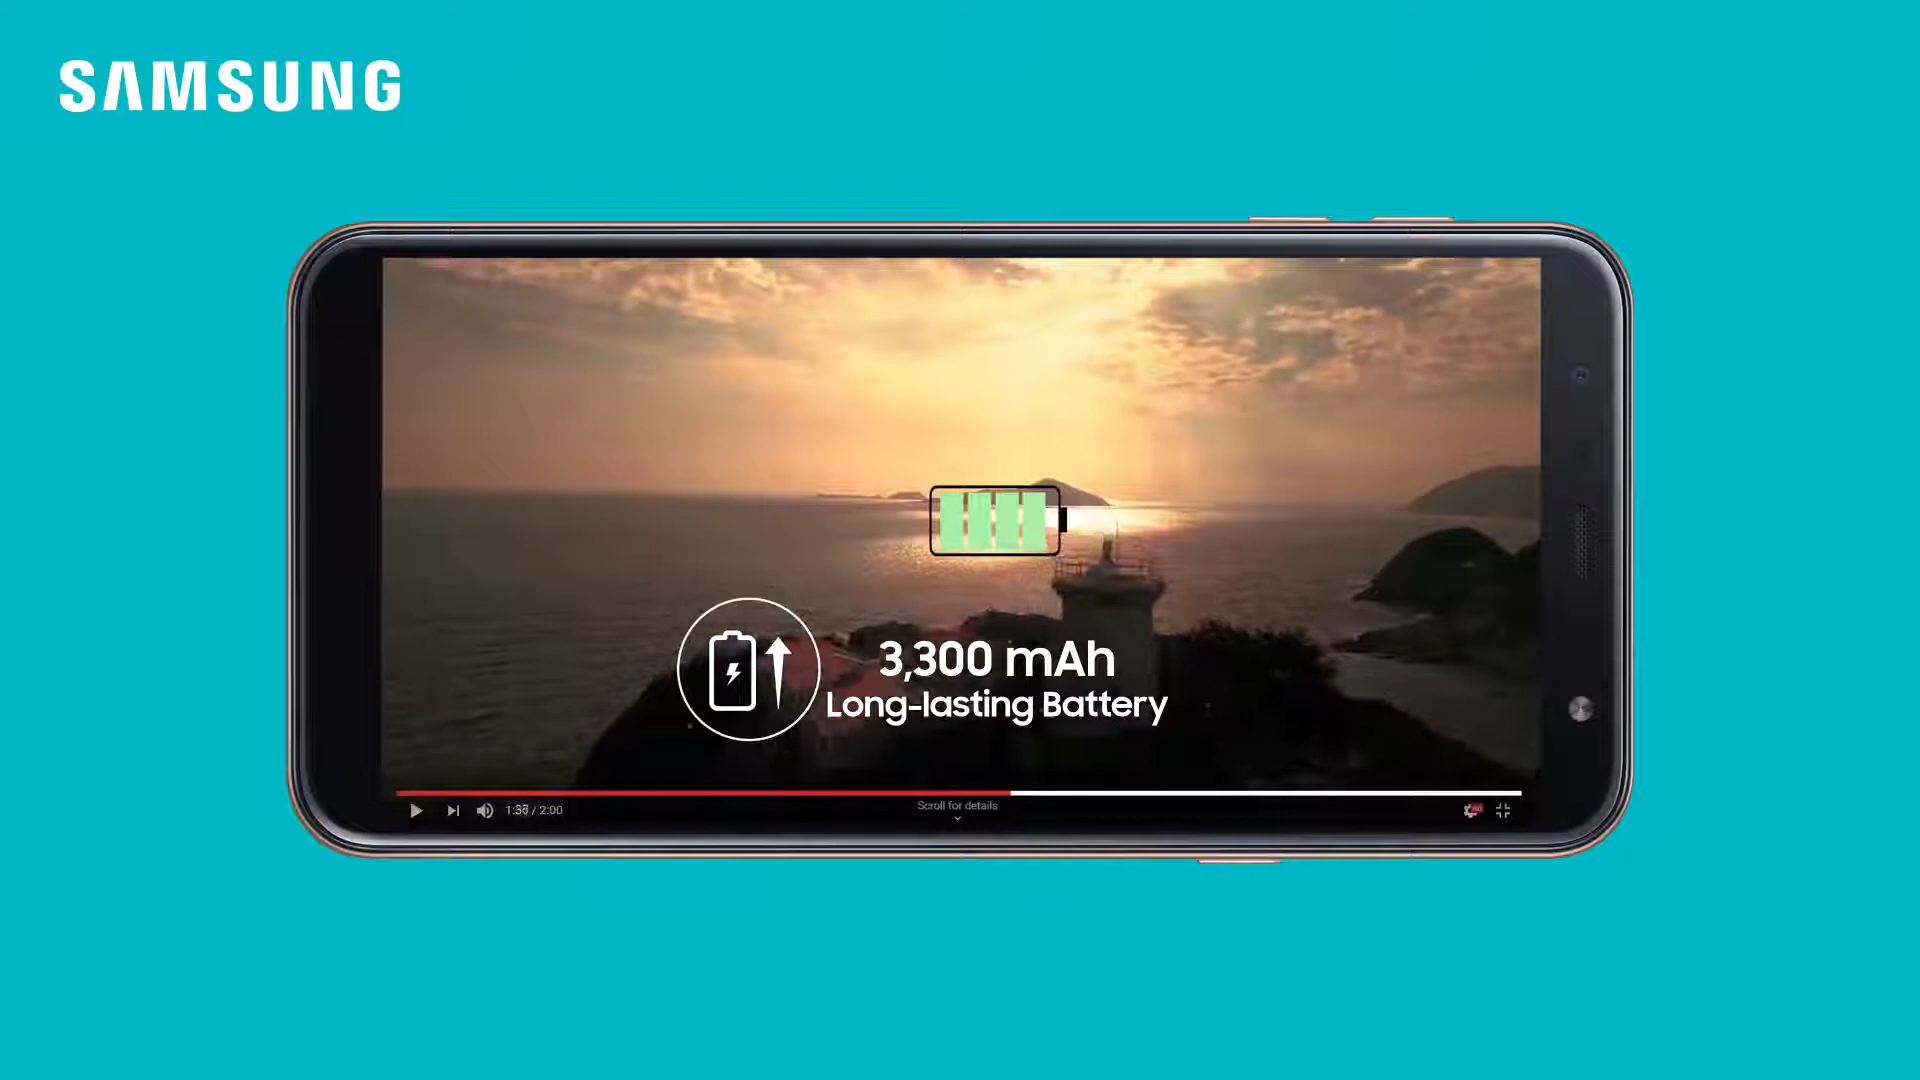 SAMSUNG
3,300 mAh
Long-lasting Battery
Scroll for details
/ 2:00